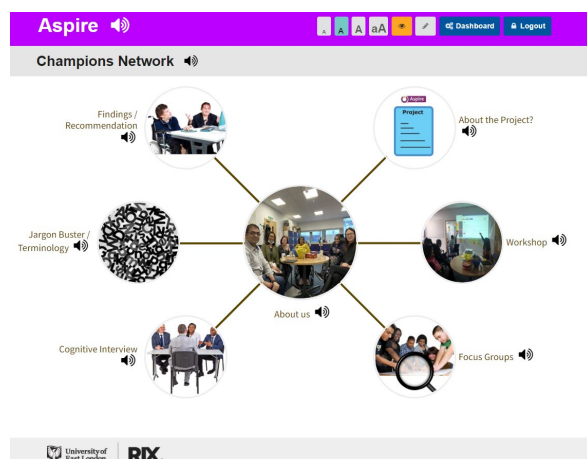 Aspire
A A A aA Dashboard Logout
Champions Network
Findings /
Recommendation
Aspire
Project
About the Project?
Jargon Buster /
Terminology
Workshop
About us
Cognitive Interview
Focus Groups
University of
East London
RIX